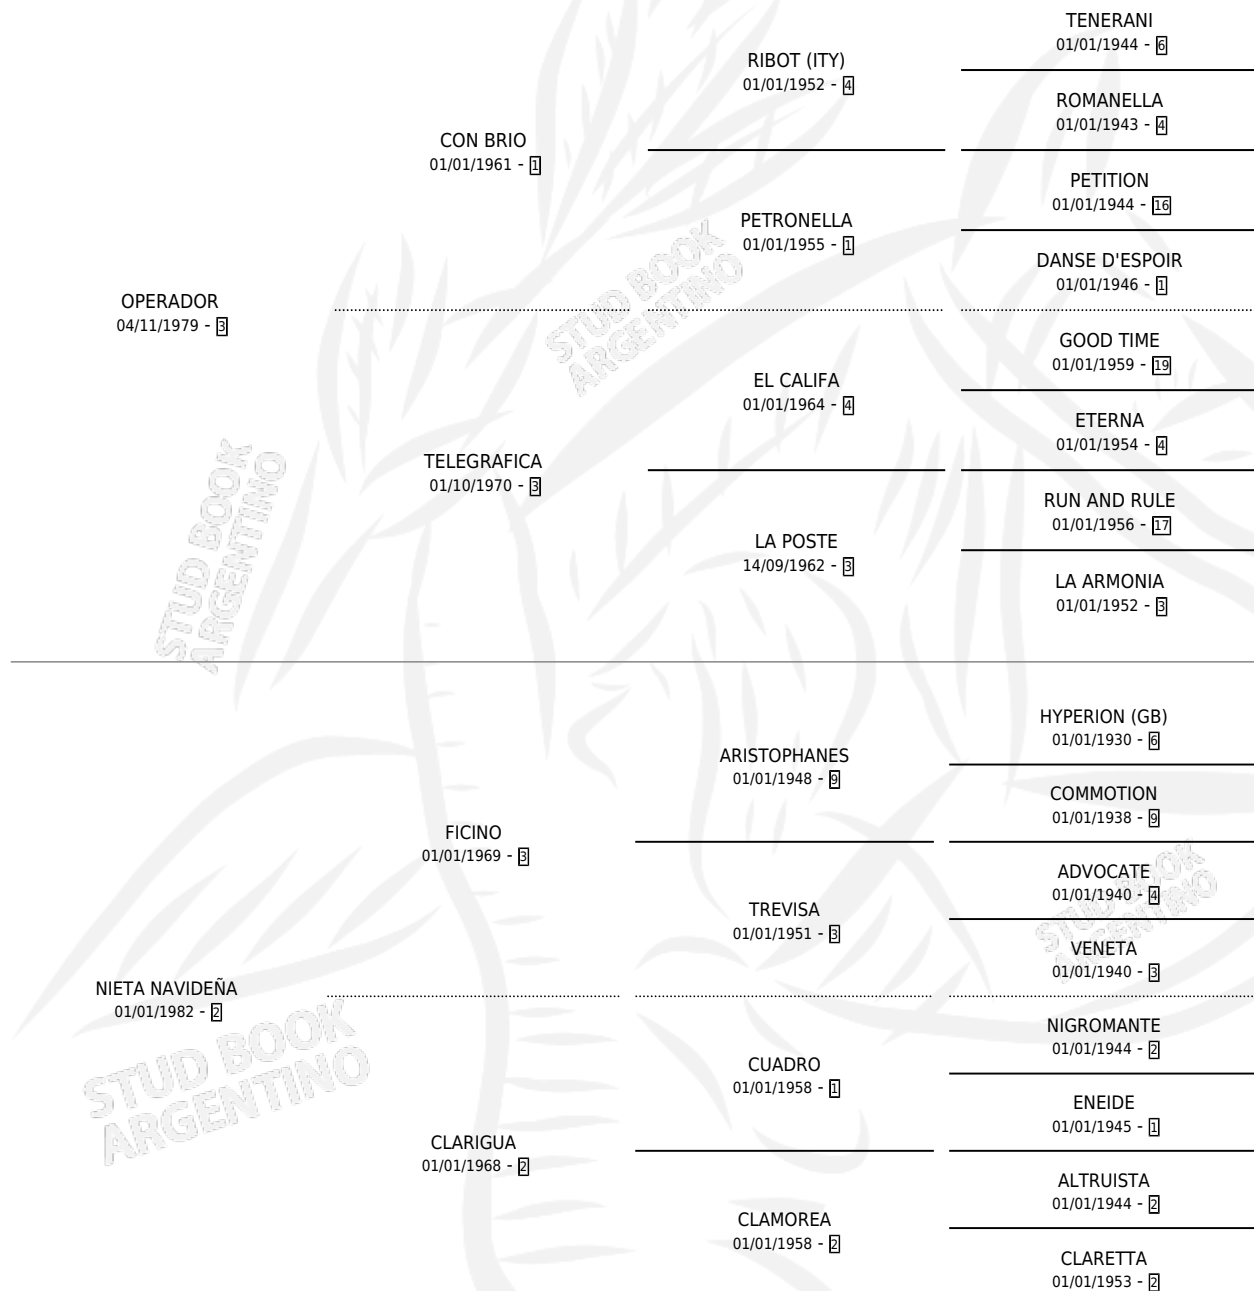 TENERANI
01/01/1944 - 6
RIBOT (ITY)
01/01/1952 - 4
ROMANELLA
01/01/1943 - 4
CON BRIO
01/01/1961 - 1
PETITION
01/01/1944 - 16
PETRONELLA
01/01/1955 - 1
DANSE D'ESPOIR
01/01/1946 - 1
OPERADOR
04/11/1979 - 3
GOOD TIME
01/01/1959 - 19
EL CALIFA
01/01/1964 - 4
ETERNA
01/01/1954 - 4
TELEGRAFICA
01/10/1970 - 3
RUN AND RULE
01/01/1956 - 17
LA POSTE
14/09/1962 - 3
LA ARMONIA
01/01/1952 - 3
HYPERION (GB)
01/01/1930 - 6
ARISTOPHANES
01/01/1948 - 9
COMMOTION
01/01/1938 - 9
FICINO
01/01/1969 - 3
ADVOCATE
01/01/1940 - 4
TREVISA
01/01/1951 - 3
VENETA
01/01/1940 - 3
NIETA NAVIDEÑA
01/01/1982 - 2
NIGROMANTE
01/01/1944 - 2
CUADRO
01/01/1958 - 1
ENEIDE
01/01/1945 - 1
CLARIGUA
01/01/1968 - 2
ALTRUISTA
01/01/1944 - 2
CLAMOREA
01/01/1958 - 2
CLARETTA
01/01/1953 - 2
STUD BOOK
ARGENTINO
STUD BOOK
ARGENTINO
STUD BOOK
ARGENTINO
STUD BOOK
ARGENTINO